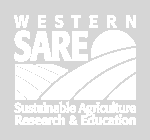 WESTERN
SARE
Sustainable Agriculture
Research & Education